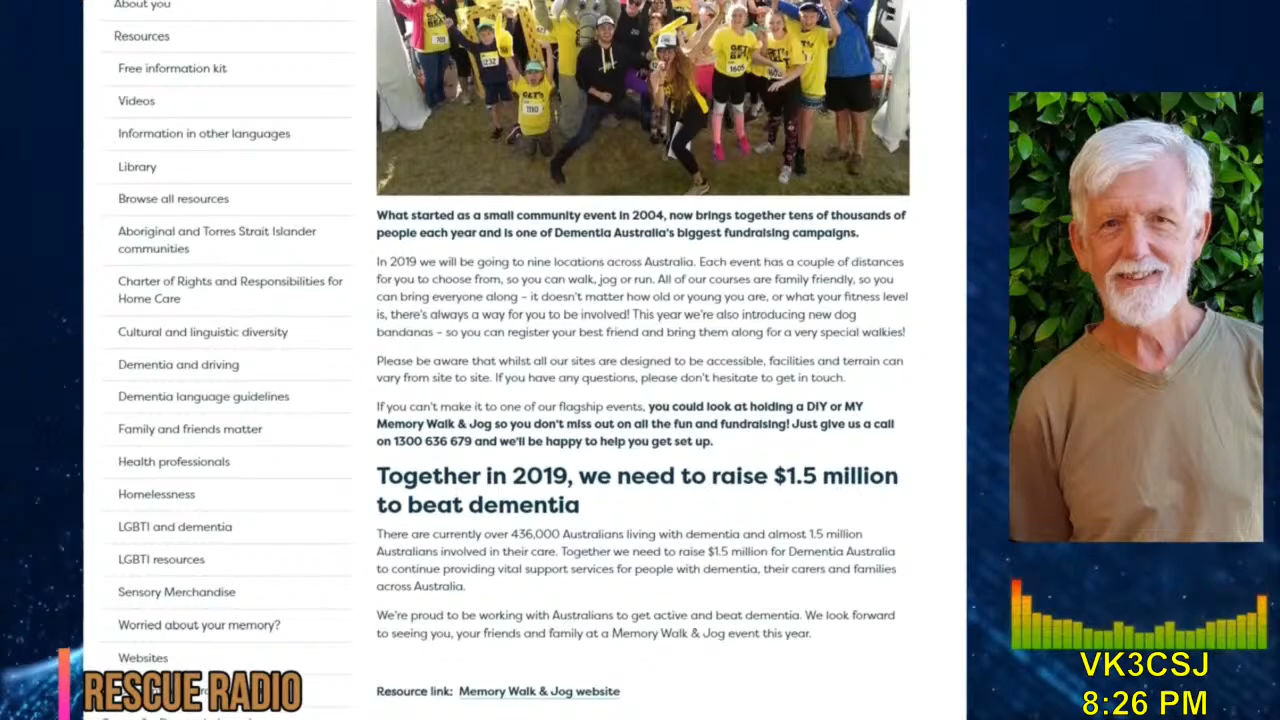 About you
Resources
Free information kit
Videos
Information in other languages
Library
Browse all resources
Aboriginal and Torres Strait Islander
communities
Charter of Rights and Responsibilities for
Home Care
Cultural and linguistic diversity
Dementia and driving
Dementia language guidelines
Family and friends matter
Health professionals
Homelessness
LGBTI and dementia
LGBTI resources
Sensory Merchandise
Worried about your memory?
Websites
RESCUE RADIO
What started as a small community event in 2004, now brings together tens of thousands of
people each year and is one of Dementia Australia's biggest fundraising campaigns.
In 2019 we will be going to nine locations across Australia. Each event has a couple of distances
for you to choose from, so you can walk, jog or run. All of our courses are family friendly, so you
can bring everyone along – it doesn't matter how old or young you are, or what your fitness level
is, there's always a way for you to be involved! This year we're also introducing new dog
bandanas – so you can register your best friend and bring them along for a very special walkies!
Please be aware that whilst all our sites are designed to be accessible, facilities and terrain can
vary from site to site. If you have any questions, please don't hesitate to get in touch.
If you can't make it to one of our flagship events, you could look at holding a DIY or MY
Memory Walk & Jog so you don't miss out on all the fun and fundraising! Just give us a call
on 1300 636 679 and we'll be happy to help you get set up.
Together in 2019, we need to raise $1.5 million
to beat dementia
There are currently over 436,000 Australians living with dementia and almost 1.5 million
Australians involved in their care. Together we need to raise $1.5 million for Dementia Australia
to continue providing vital support services for people with dementia, their carers and families
across Australia.
We're proud to be working with Australians to get active and beat dementia. We look forward
to seeing you, your friends and family at a Memory Walk & Jog event this year.
Resource link: Memory Walk & Jog website
VK3CSJ
8:26 PM